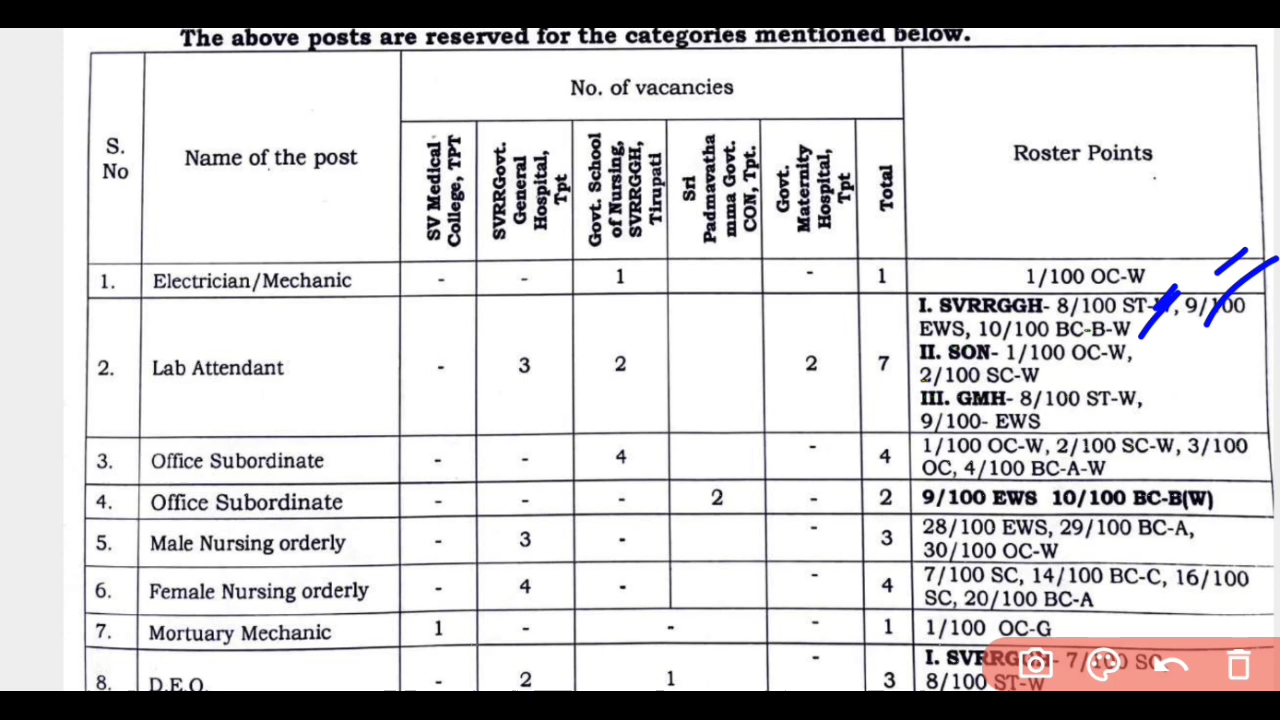 The above posts are reserved for the categories mentioned below.
S. No
Name of the post
No. of vacancies
Roster Points
SV Medical College, TPT
SVRRGovt. General Hospital, Tpt
Govt. School of Nursing, SVRRGGH, Tirupati
Sri Padmavatha mma Govt. CON, Tpt.
Govt. Maternity Hospital, Tpt
Total
1. Electrician/Mechanic - - 1 - 1 1/100 OC-W
2. Lab Attendant - 3 2 2 7
I. SVRRGGH- 8/100 ST-W, 9/100
EWS, 10/100 BC-B-W
II. SON- 1/100 OC-W,
2/100 SC-W
III. GMH- 8/100 ST-W,
9/100- EWS
3. Office Subordinate - - 4 - 4
1/100 OC-W, 2/100 SC-W, 3/100
OC, 4/100 BC-A-W
4. Office Subordinate - - - 2 - 2 9/100 EWS 10/100 BC-B(W)
5. Male Nursing orderly - 3 - - 3
28/100 EWS, 29/100 BC-A,
30/100 OC-W
6. Female Nursing orderly - 4 - - 4
7/100 SC, 14/100 BC-C, 16/100
SC, 20/100 BC-A
7. Mortuary Mechanic 1 - - - 1 1/100 OC-G
8. D.E.O. - 2 1 - 3
I. SVRRGGH- 7/100 SC,
8/100 ST-W